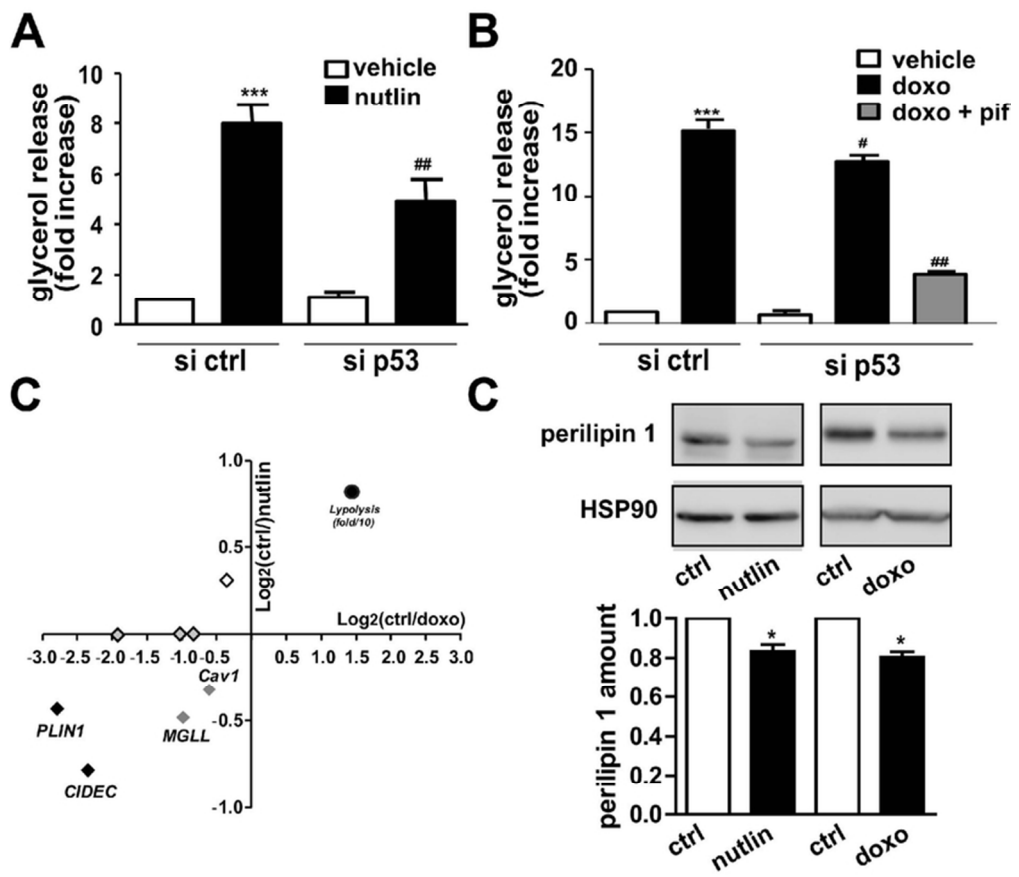 A
glycerol release
(fold increase)
10
8
6
4
2
0
***
##
vehicle
nutlin
si ctrl
si p53
B
glycerol release
(fold increase)
20
15
10
5
0
***
#
##
vehicle
doxo
doxo + pif
si ctrl
si p53
C
Log2(ctrl/)nutlin
1.0
0.5
-0.5
-1.0
Lypolysis
(fold/10)
Log2(ctrl/doxo)
-3.0 -2.5 -2.0 -1.5 -1.0 -0.5 0.5 1.0 1.5 2.0 2.5 3.0
Cav1
PLIN1
MGLL
CIDEC
C
perilipin 1
HSP90
ctrl
nutlin
ctrl
doxo
perilipin 1 amount
1.0
0.8
0.6
0.4
0.2
0.0
*
*
ctrl
nutlin
ctrl
doxo